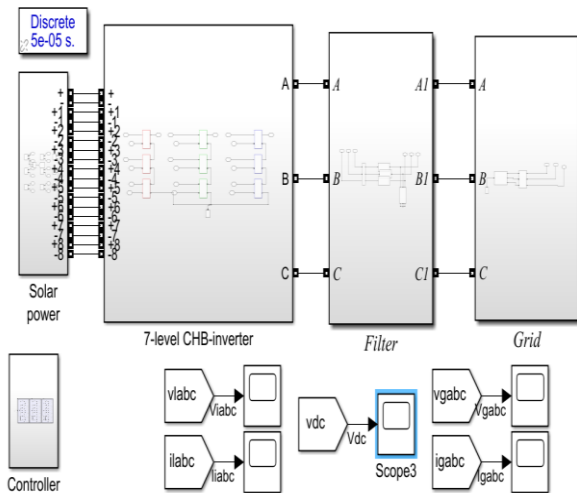 Discrete
5e-05 s.
+ +
- -
+1 +1
-1 -1
+2 +2
-2 -2
+3 +3
-3 -3
+4 +4
-4 -4
+5 +5
-5 -5
+6 +6
-6 -6
+7 +7
-7 -7
+8 +8
-8 -8
A A A1 A
B B B1 B
C C C1 C
Solar
power
7-level CHB-inverter
Filter
Grid
Controller
vlabc
Viabc
ilabc
Iiabc
vdc
Vdc
Scope3
vgabc
Vgabc
igabc
Igabc